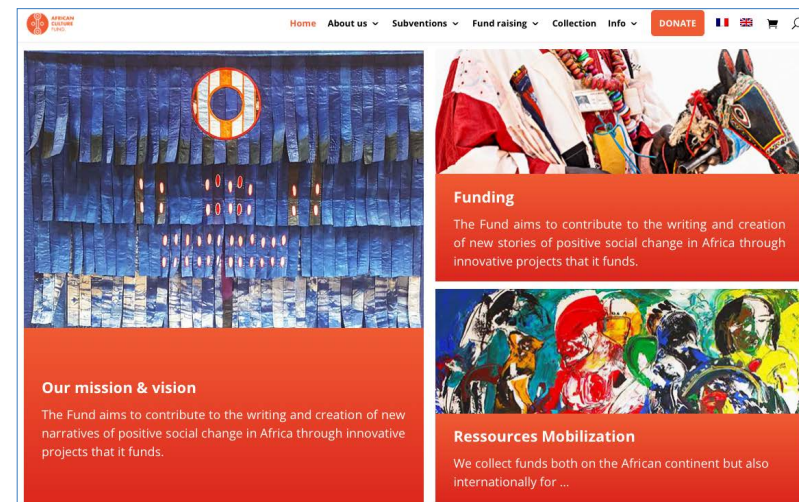 AFRICAN
CULTURE
FUND
Home About us Subventions Fund raising Collection Info DONATE
Funding
The Fund aims to contribute to the writing and creation
of new stories of positive social change in Africa through
innovative projects that it funds.
Our mission & vision
The Fund aims to contribute to the writing and creation of new
narratives of positive social change in Africa through innovative
projects that it funds.
Ressources Mobilization
We collect funds both on the African continent but also
internationally for ...